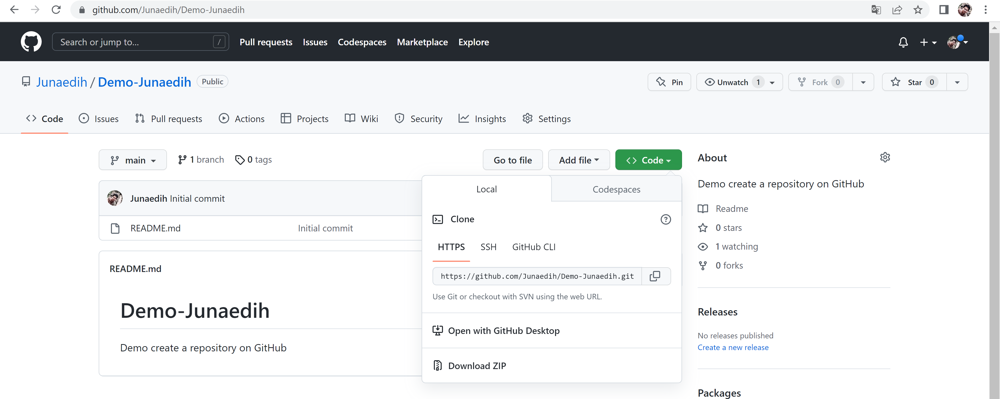 github.com/Junaedih/Demo-Junaedih
Search or jump to... /
Pull requests Issues Codespaces Marketplace Explore
Junaedih / Demo-Junaedih Public
Pin Unwatch 1 Fork 0 Star 0
Code Issues Pull requests Actions Projects Wiki Security Insights Settings
main 1 branch 0 tags
Go to file Add file Code
Junaedih Initial commit
README.md Initial commit
README.md
Demo-Junaedih
Demo create a repository on GitHub
Local Codespaces
Clone
HTTPS SSH GitHub CLI
https://github.com/Junaedih/Demo-Junaedih.git
Use Git or checkout with SVN using the web URL.
Open with GitHub Desktop
Download ZIP
About
Demo create a repository on GitHub
Readme
0 stars
1 watching
0 forks
Releases
No releases published
Create a new release
Packages